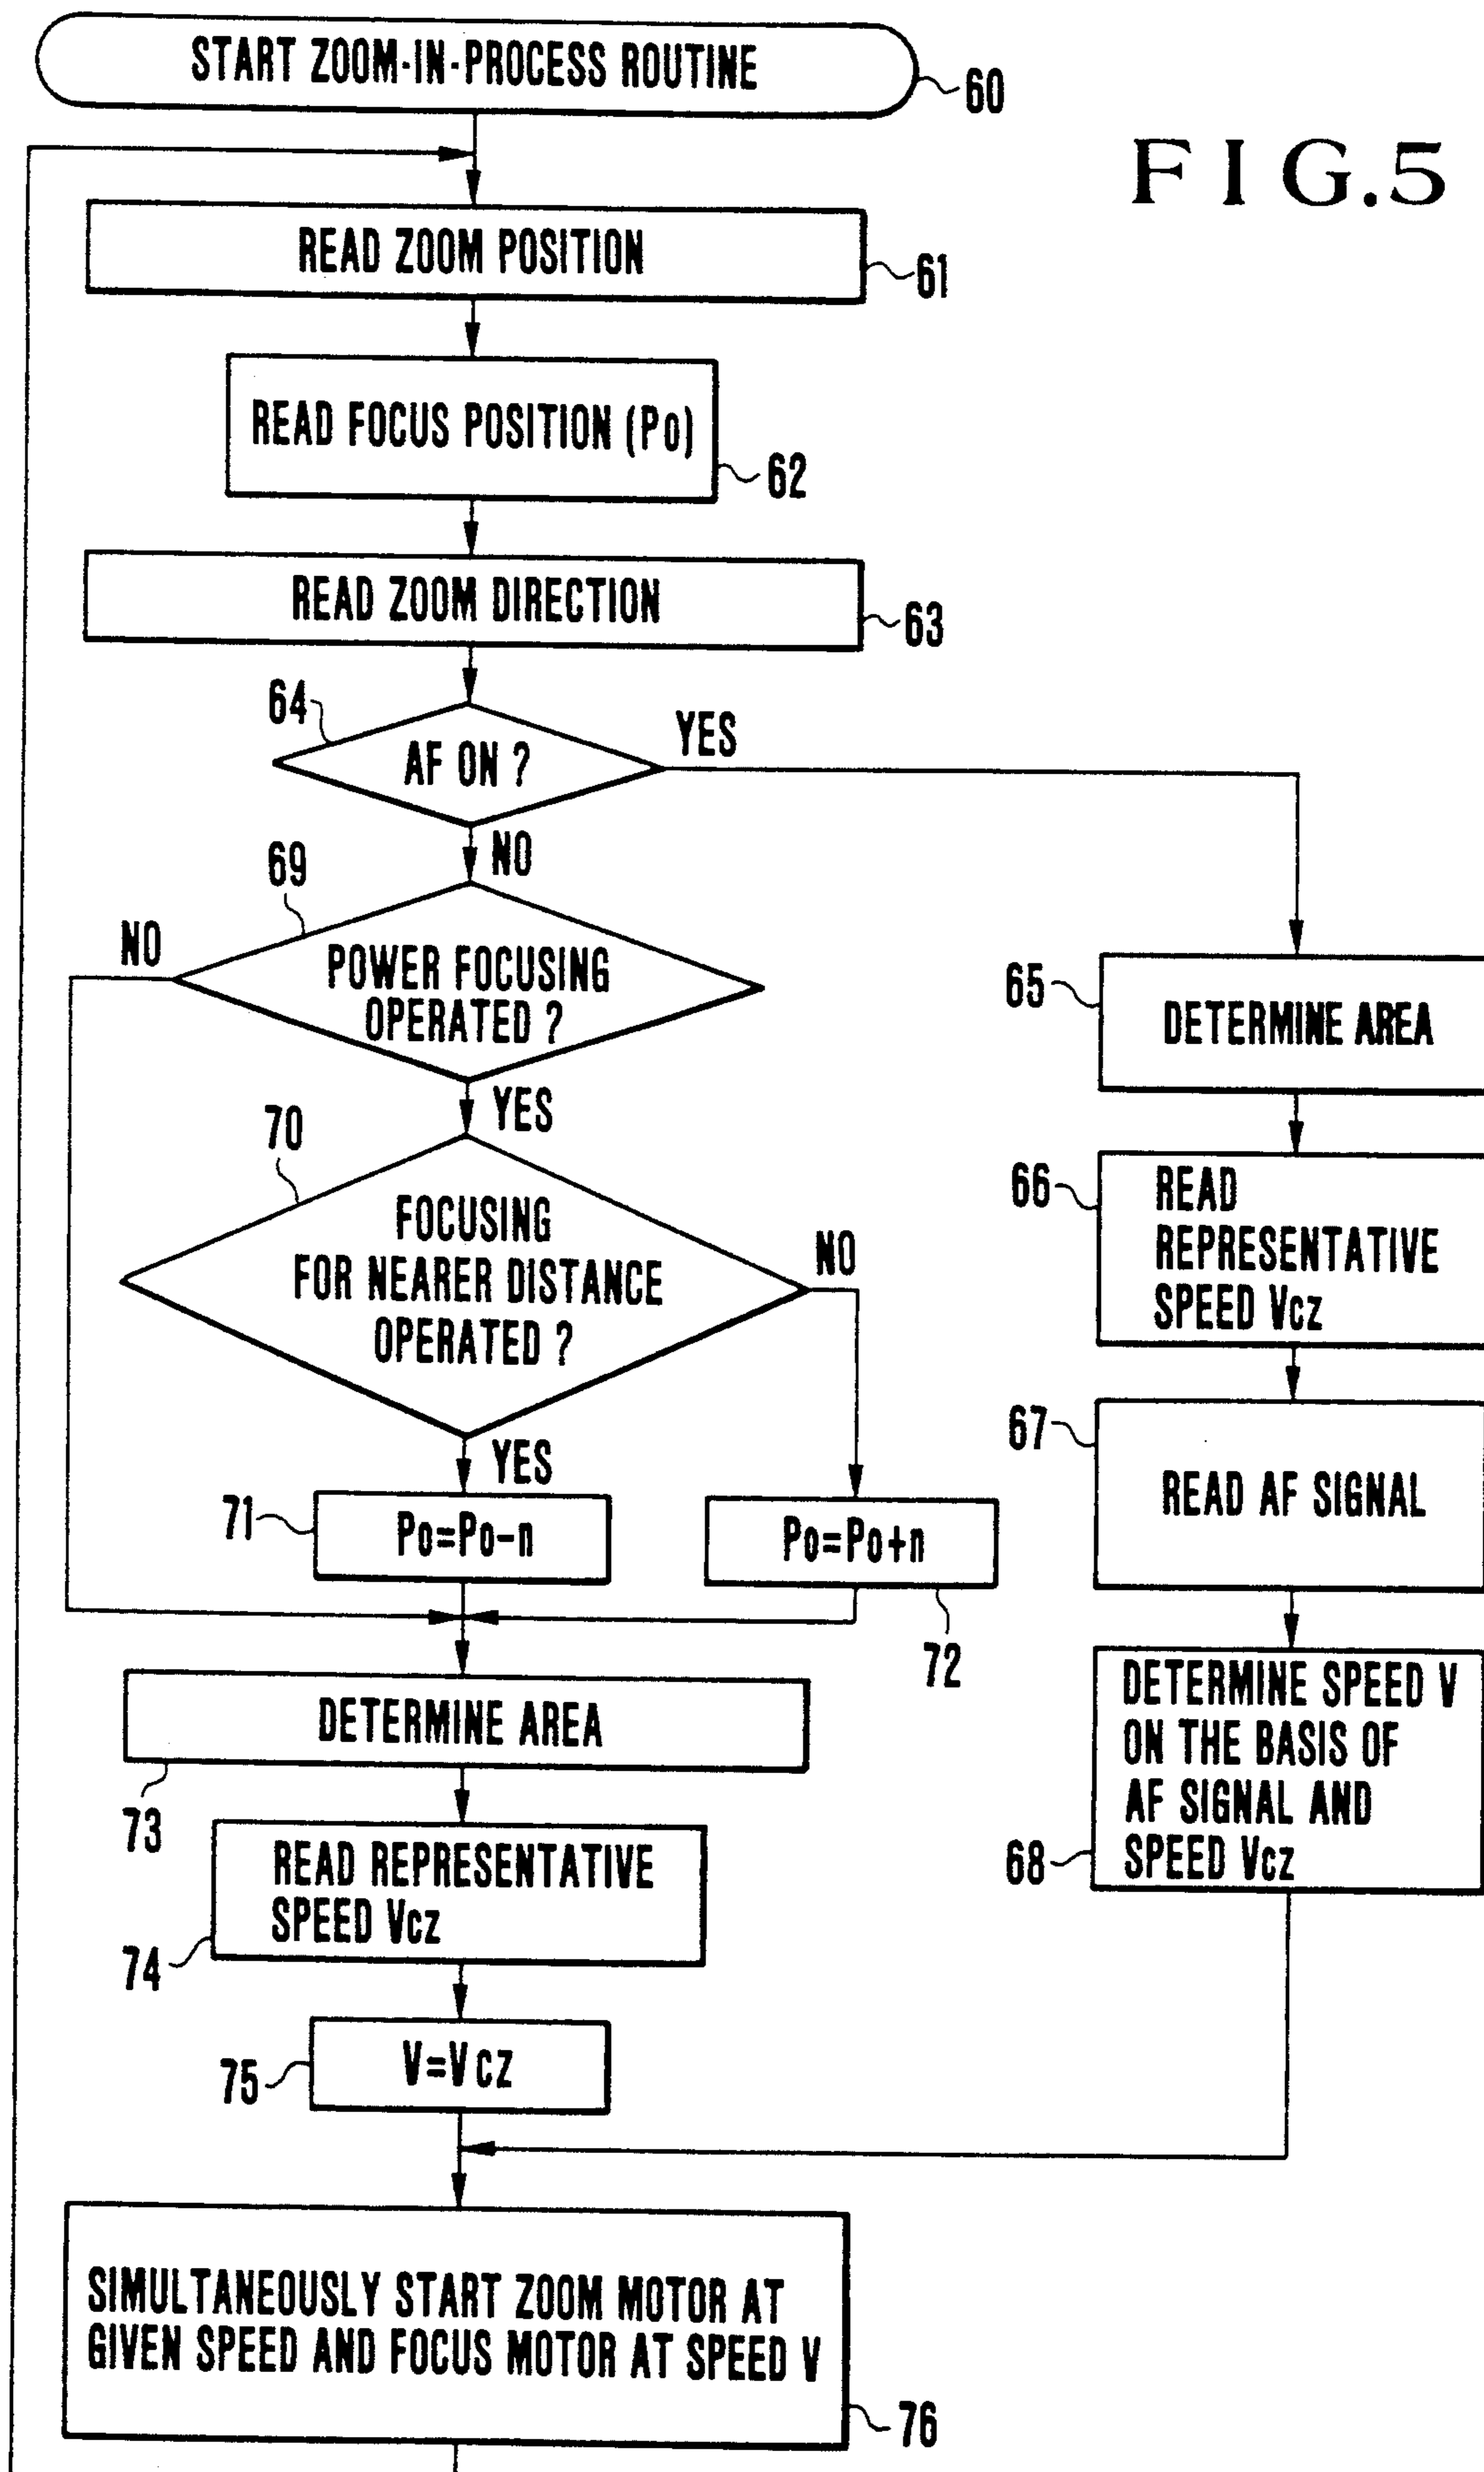 START ZOOM-IN-PROCESS ROUTINE
60
FIG.5
READ ZOOM POSITION
61
READ FOCUS POSITION (Po)
62
READ ZOOM DIRECTION
63
64
AF ON ?
YES
NO
69
NO
POWER FOCUSING
OPERATED ?
YES
70
FOCUSING
FOR NEARER DISTANCE
OPERATED ?
NO
YES
71
Po=Po-n
Po=Po+n
72
65
DETERMINE AREA
66
READ
REPRESENTATIVE
SPEED Vcz
67
READ AF SIGNAL
DETERMINE SPEED V
ON THE BASIS OF
AF SIGNAL AND
SPEED Vcz
68
DETERMINE AREA
73
READ REPRESENTATIVE
SPEED Vcz
74
V=Vcz
75
SIMULTANEOUSLY START ZOOM MOTOR AT
GIVEN SPEED AND FOCUS MOTOR AT SPEED V
76